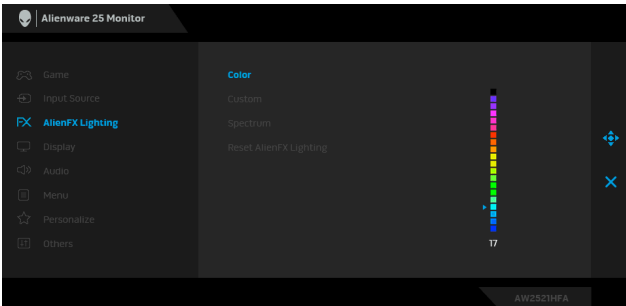 Alienware 25 Monitor
Game
Input Source
FX AlienFX Lighting
Display
Audio
Menu
Personalize
Others
Color
Custom
Spectrum
Reset AlienFX Lighting
17
AW2521HFA